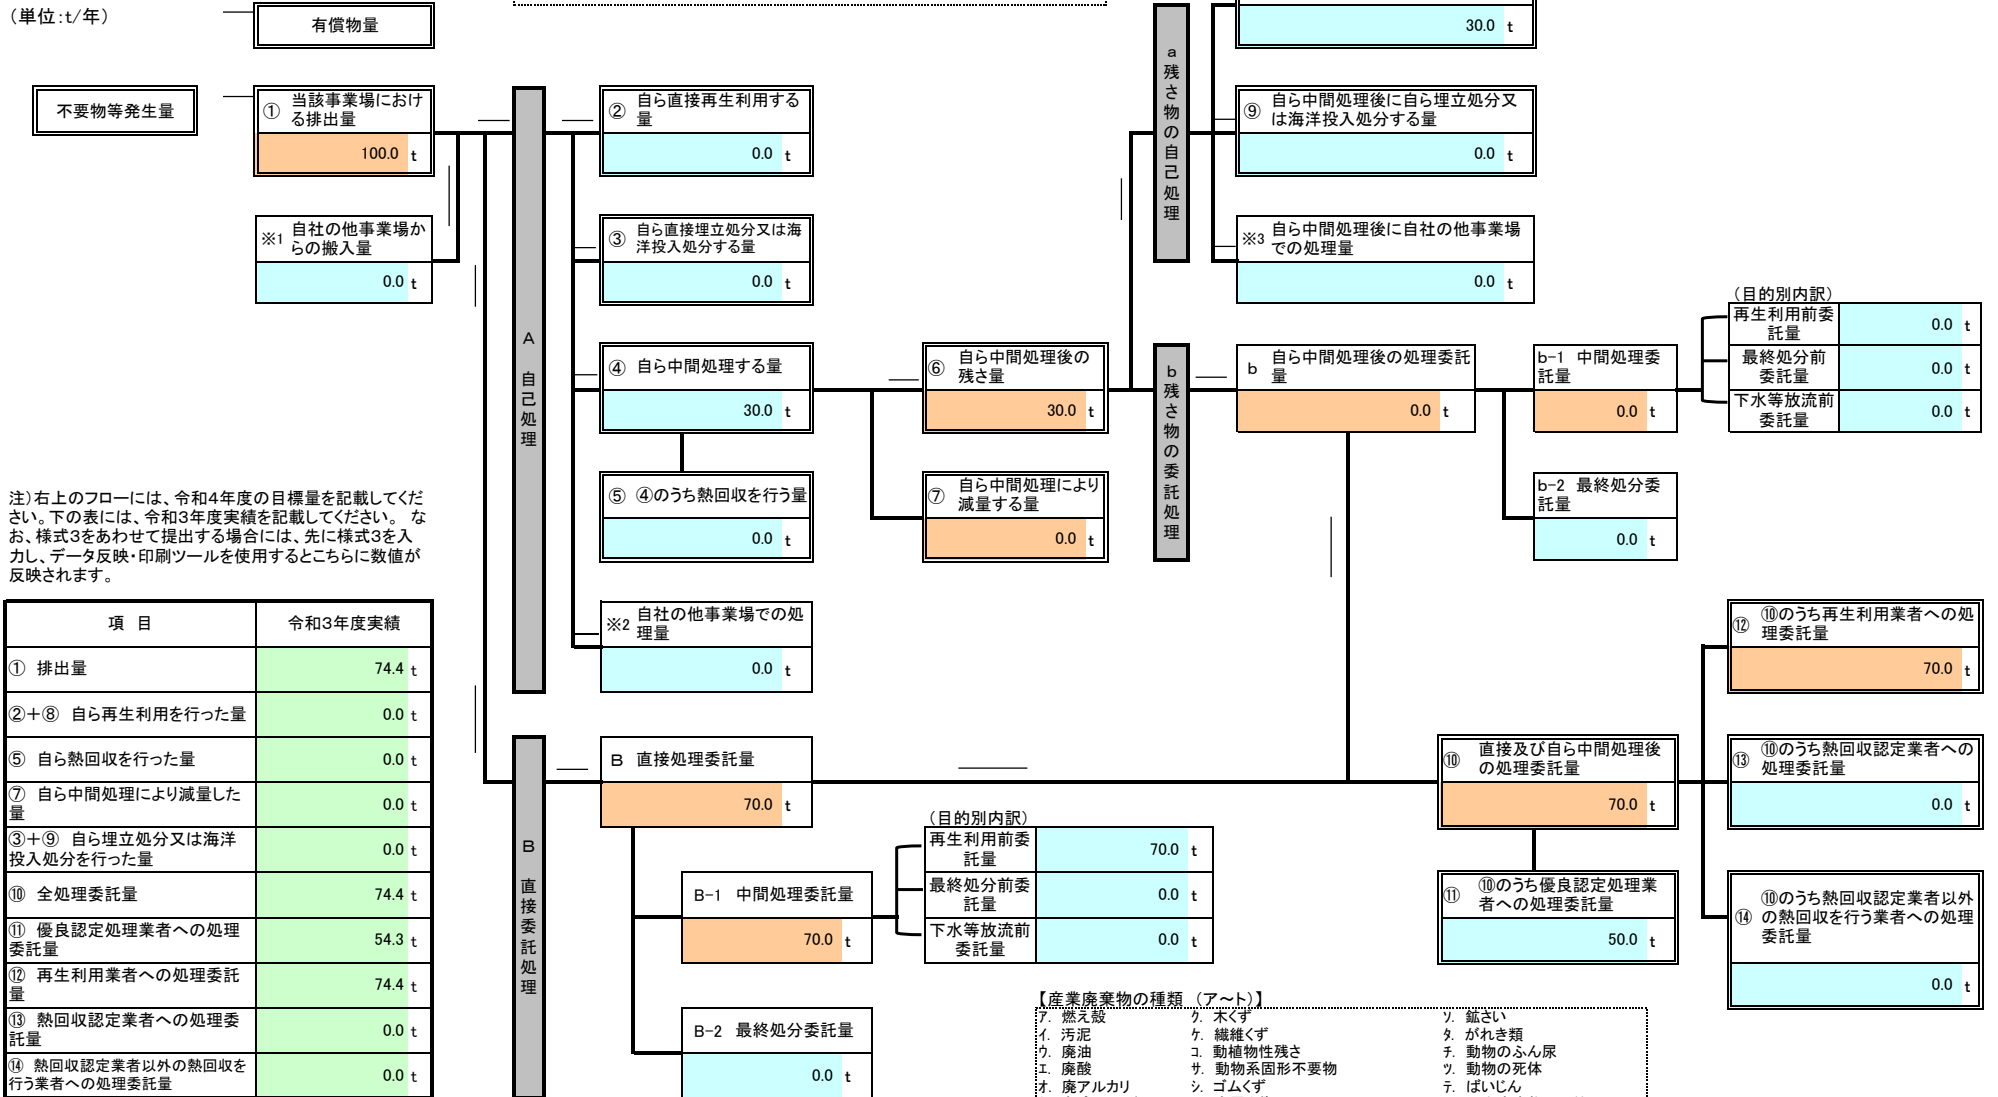 (単位:t/年)
有償物量
30.0 t
不要物等発生量
① 当該事業場におけ
る排出量
100.0 t
※1 自社の他事業場か
らの搬入量
0.0 t
A 自己処理
② 自ら直接再生利用する
量
0.0 t
③ 自ら直接埋立処分又は海
洋投入処分する量
0.0 t
④ 自ら中間処理する量
30.0 t
⑤ ④のうち熱回収を行う量
0.0 t
※2 自社の他事業場での処
理量
0.0 t
⑥ 自ら中間処理後の
残さ量
30.0 t
⑦ 自ら中間処理により
減量する量
0.0 t
a 残さ物の自己処理
⑨ 自ら中間処理後に自ら埋立処分又
は海洋投入処分する量
0.0 t
※3 自ら中間処理後に自社の他事業場
での処理量
0.0 t
b 残さ物の委託処理
b 自ら中間処理後の処理委託
量
0.0 t
b-1 中間処理委
託量
0.0 t
b-2 最終処分委
託量
0.0 t
(目的別内訳)
再生利用前委
託量
0.0 t
最終処分前
委託量
0.0 t
下水等放流前
委託量
0.0 t
注)右上のフローには、令和4年度の目標量を記載してくだ
さい。下の表には、令和3年度実績を記載してください。 な
お、様式3をあわせて提出する場合には、先に様式3を入
力し、データ反映・印刷ツールを使用するとこちらに数値が
反映されます。
項 目 令和3年度実績
① 排出量 74.4 t
②+⑧ 自ら再生利用を行った量 0.0 t
⑤ 自ら熱回収を行った量 0.0 t
⑦ 自ら中間処理により減量した
量 0.0 t
③+⑨ 自ら埋立処分又は海洋
投入処分を行った量 0.0 t
⑩ 全処理委託量 74.4 t
⑪ 優良認定処理業者への処理
委託量 54.3 t
⑫ 再生利用業者への処理委託
量 74.4 t
⑬ 熱回収認定業者への処理委
託量 0.0 t
⑭ 熱回収認定業者以外の熱回収を
行う業者への処理委託量 0.0 t
B 直接委託処理
B 直接処理委託量
70.0 t
B-1 中間処理委託量
70.0 t
B-2 最終処分委託量
0.0 t
(目的別内訳)
再生利用前委
託量
70.0 t
最終処分前委
託量
0.0 t
下水等放流前
委託量
0.0 t
⑩ 直接及び自ら中間処理後
の処理委託量
70.0 t
⑪ ⑩のうち優良認定処理業
者への処理委託量
50.0 t
⑫ ⑩のうち再生利用業者への処
理委託量
70.0 t
⑬ ⑩のうち熱回収認定業者への
処理委託量
0.0 t
⑭ ⑩のうち熱回収認定業者以外
の熱回収を行う業者への処理
委託量
0.0 t
【産業廃棄物の種類 (ア~ト)】
ア. 燃え殻 ク. 木くず ソ. 鉱さい
イ. 汚泥 ケ. 繊維くず タ. がれき類
ウ. 廃油 コ. 動植物性残さ チ. 動物のふん尿
エ. 廃酸 サ. 動物系固形不要物 ツ. 動物の死体
オ. 廃アルカリ シ. ゴムくず テ. ばいじん